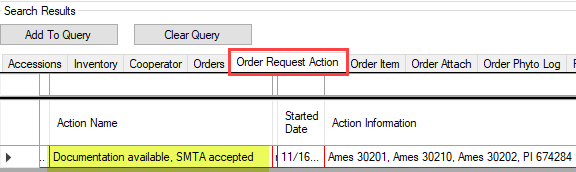 Search Results
Add To Query Clear Query
Accessions Inventory Cooperator Orders Order Request Action Order Item Order Attach Order Phyto Log
Action Name Started Date Action Information
... Documentation available, SMTA accepted 11/16... Ames 30201, Ames 30210, Ames 30202, PI 674284